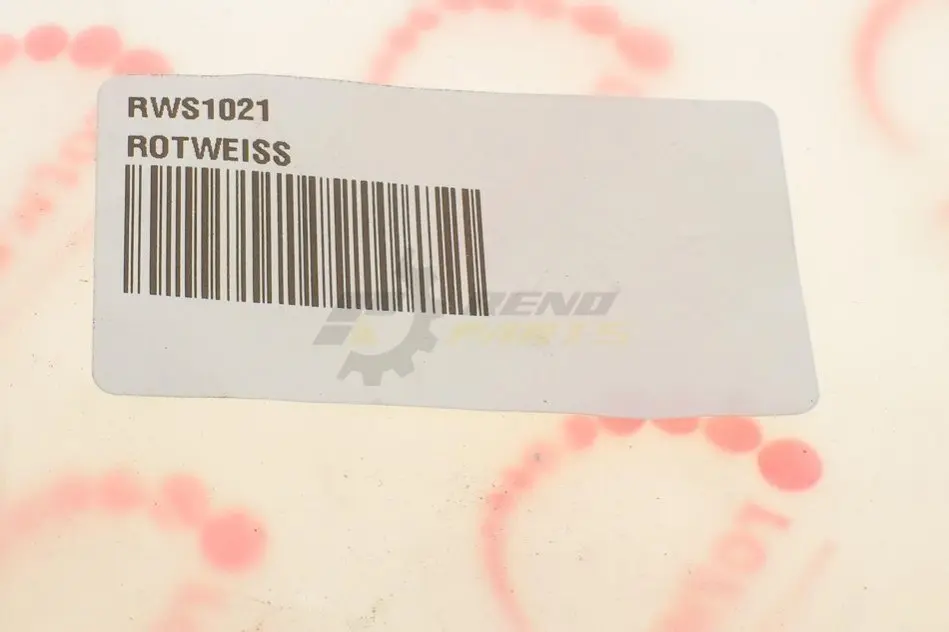 RWS1021
ROTWEISS
TREND
PARTS